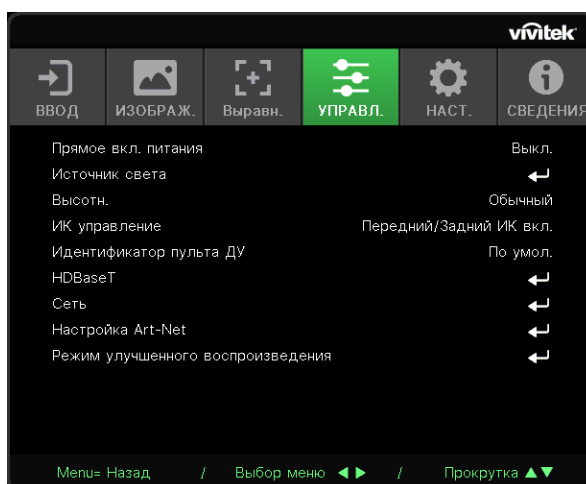 vivitek
ВВОД ИЗОБРАЖ. Выравн. УПРАВЛ. НАСТ. СВЕДЕНИЯ
Прямое вкл. питания Выкл.
Источник света
Высотн. Обычный
ИК управление Передний/Задний ИК вкл.
Идентификатор пульта ДУ По умол.
HDBaseT
Сеть
Настройка Art-Net
Режим улучшенного воспроизведения
Menu= Назад / Выбор меню ◀ ▶ / Прокрутка ▲▼